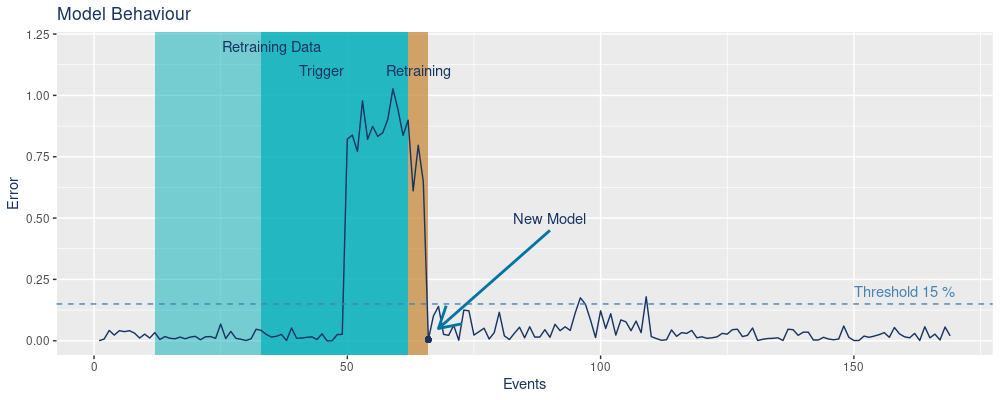 Model Behaviour
1.25
Retraining Data
Trigger
Retraining
1.00
0.75
Error
0.50
New Model
0.25
Threshold 15 %
0.00
0
50
100
150
Events